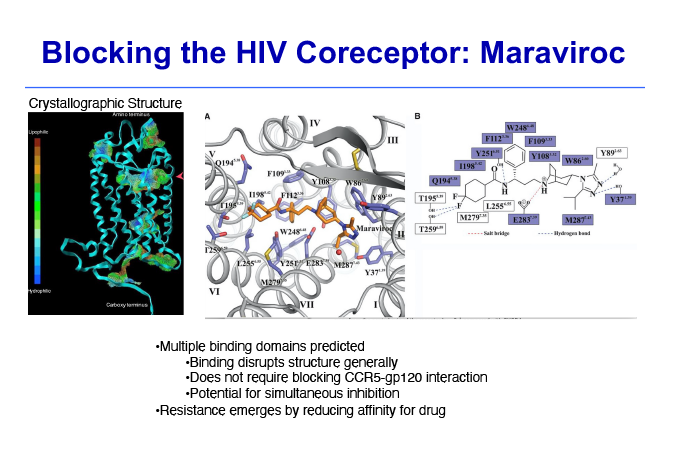 Blocking the HIV Coreceptor: Maraviroc
Crystallographic Structure
Amino terminus
Lipophilic
Hydrophilic
Carboxy terminus
A
IV
III
V
Q194
F109
Y108
W86
I198
F112
Y89
T195
Maraviroc
W248
II
T259
L255
Y251
E283
M287
M279
Y37
VI
VII
I
B
W248
F112
F109
Y251
Y108
W86
Y89
I198
Q194
O
N
H
N
H
N
N
N
T195
F
F
L255
Y37
M279
E283
M287
T259
Salt bridge
Hydrogen bond
•Multiple binding domains predicted
•Binding disrupts structure generally
•Does not require blocking CCR5-gp120 interaction
•Potential for simultaneous inhibition
•Resistance emerges by reducing affinity for drug